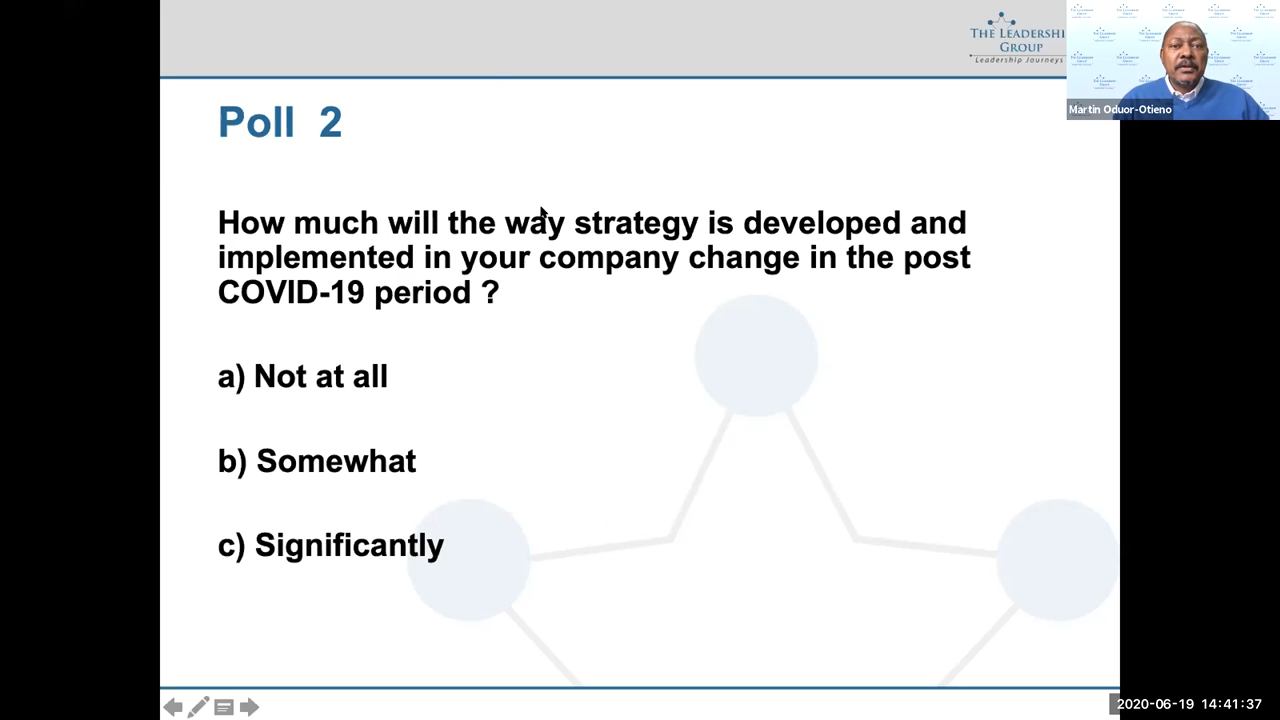 THE LEADERSHI
GROUP
Leadership Journeys
Martin Oduor-Otieno
Poll 2
How much will the way strategy is developed and
implemented in your company change in the post
COVID-19 period ?
a) Not at all
b) Somewhat
c) Significantly
2020-06-19 14:41:37